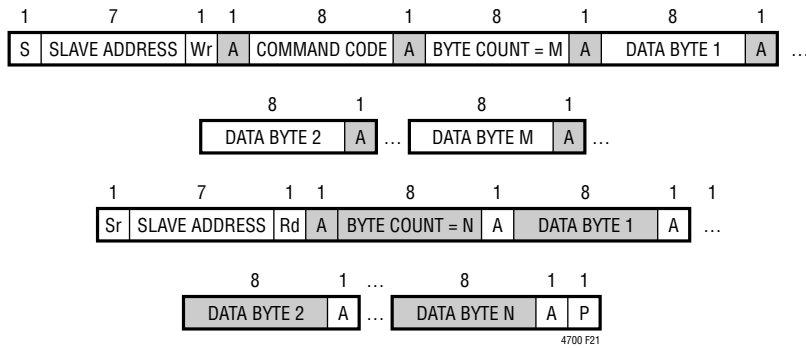 1 7 1 1 8 1 8 1 8 1
S SLAVE ADDRESS Wr A COMMAND CODE A BYTE COUNT = M A DATA BYTE 1 A …
8 1 8 1
DATA BYTE 2 A … DATA BYTE M A …
1 7 1 1 8 1 8 1 1
Sr SLAVE ADDRESS Rd A BYTE COUNT = N A DATA BYTE 1 A …
8 1 … 8 1 1
DATA BYTE 2 A … DATA BYTE N A P
4700 F21